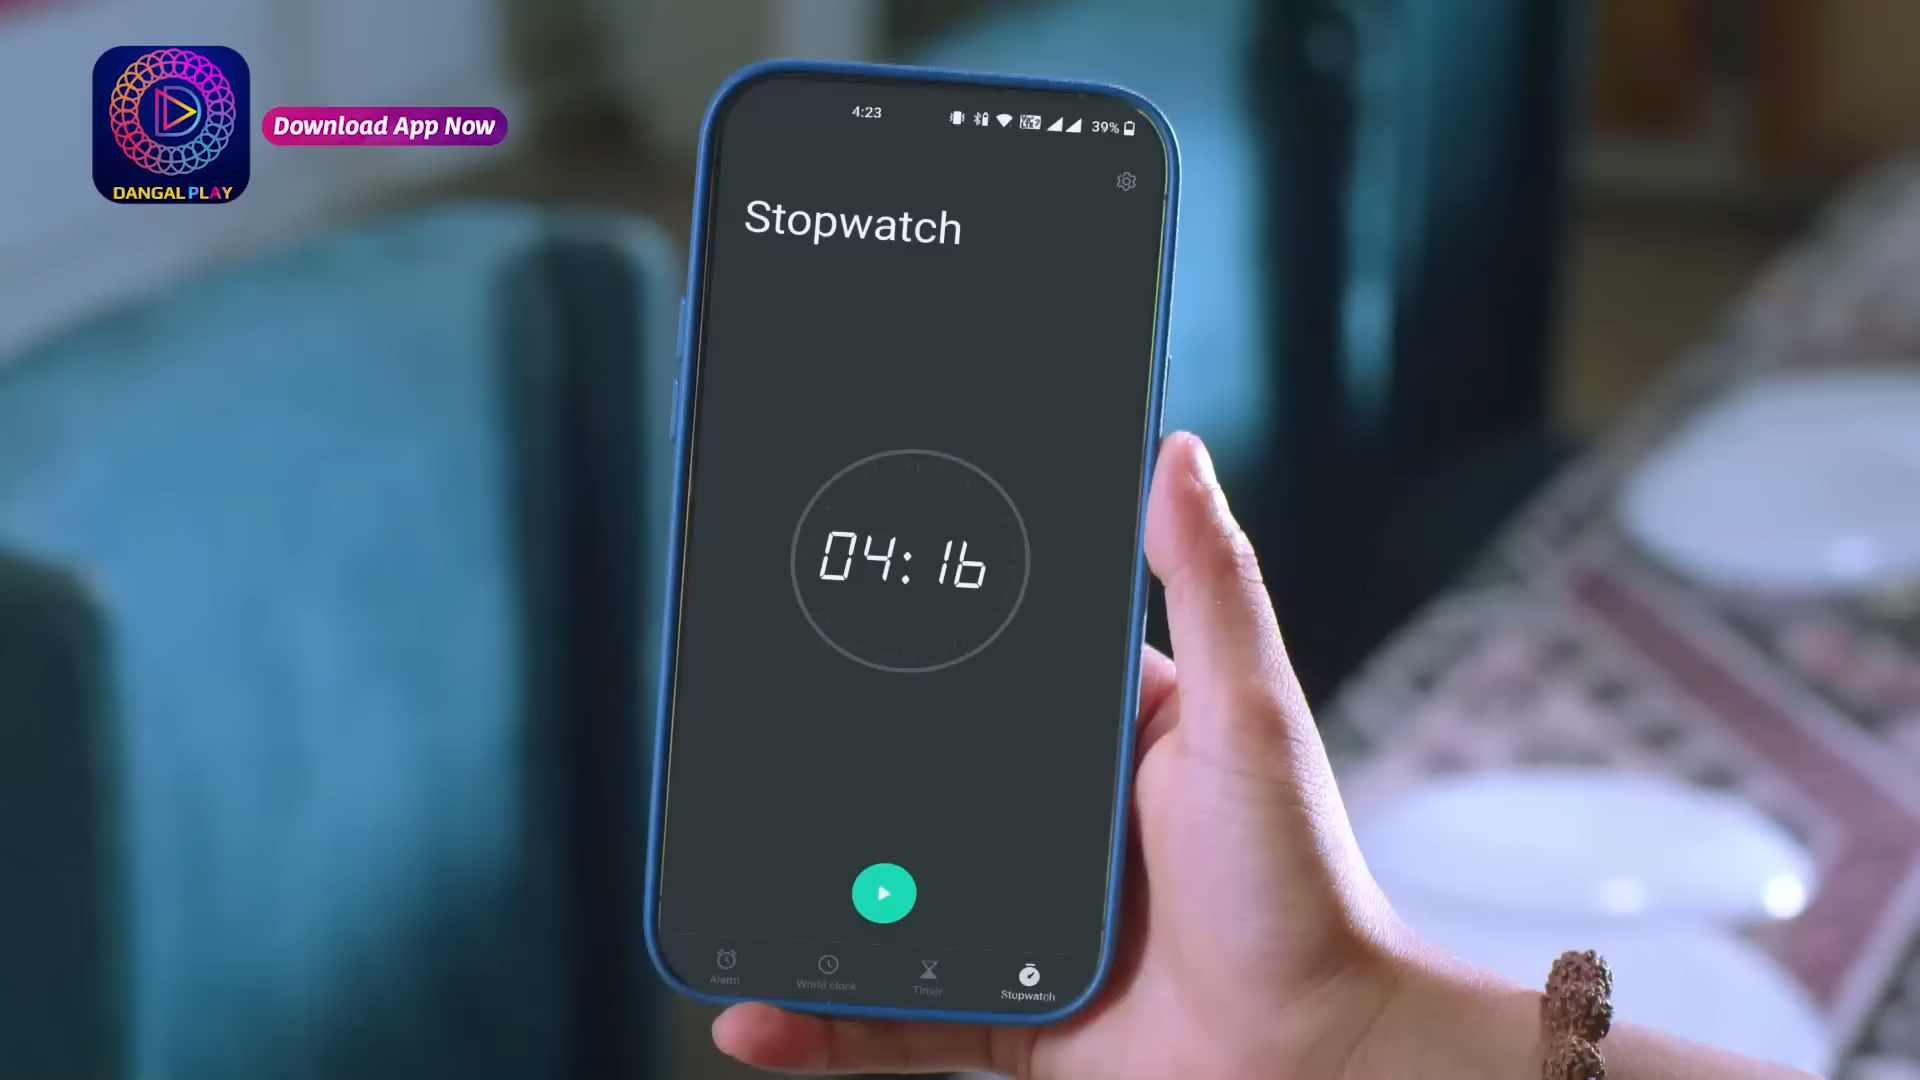 DANGAL PLAY
Download App Now
4:23
39%
Stopwatch
04:16
Alarm
World clock
Timer
Stopwatch